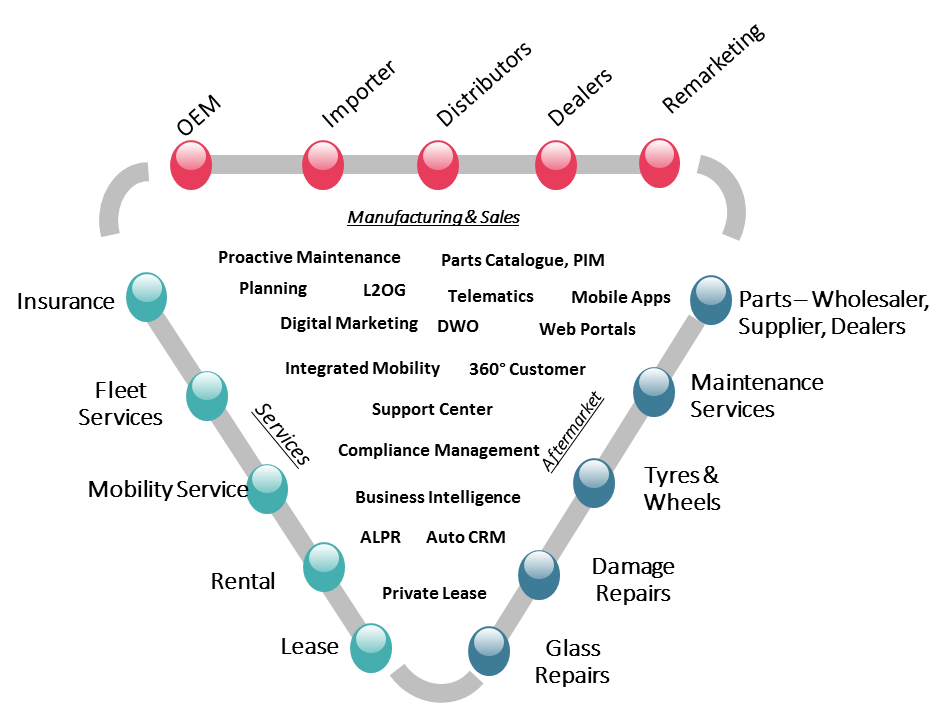 OEM
Importer
Distributors
Dealers
Remarketing
Manufacturing & Sales
Proactive Maintenance
Parts Catalogue, PIM
Planning
L2OG
Telematics
Mobile Apps
Digital Marketing
DWO
Web Portals
Integrated Mobility
360° Customer
Support Center
Compliance Management
Business Intelligence
ALPR
Auto CRM
Private Lease
Services
Aftermarket
Insurance
Fleet
Services
Mobility Service
Rental
Lease
Parts – Wholesaler,
Supplier, Dealers
Maintenance
Services
Tyres &
Wheels
Damage
Repairs
Glass
Repairs